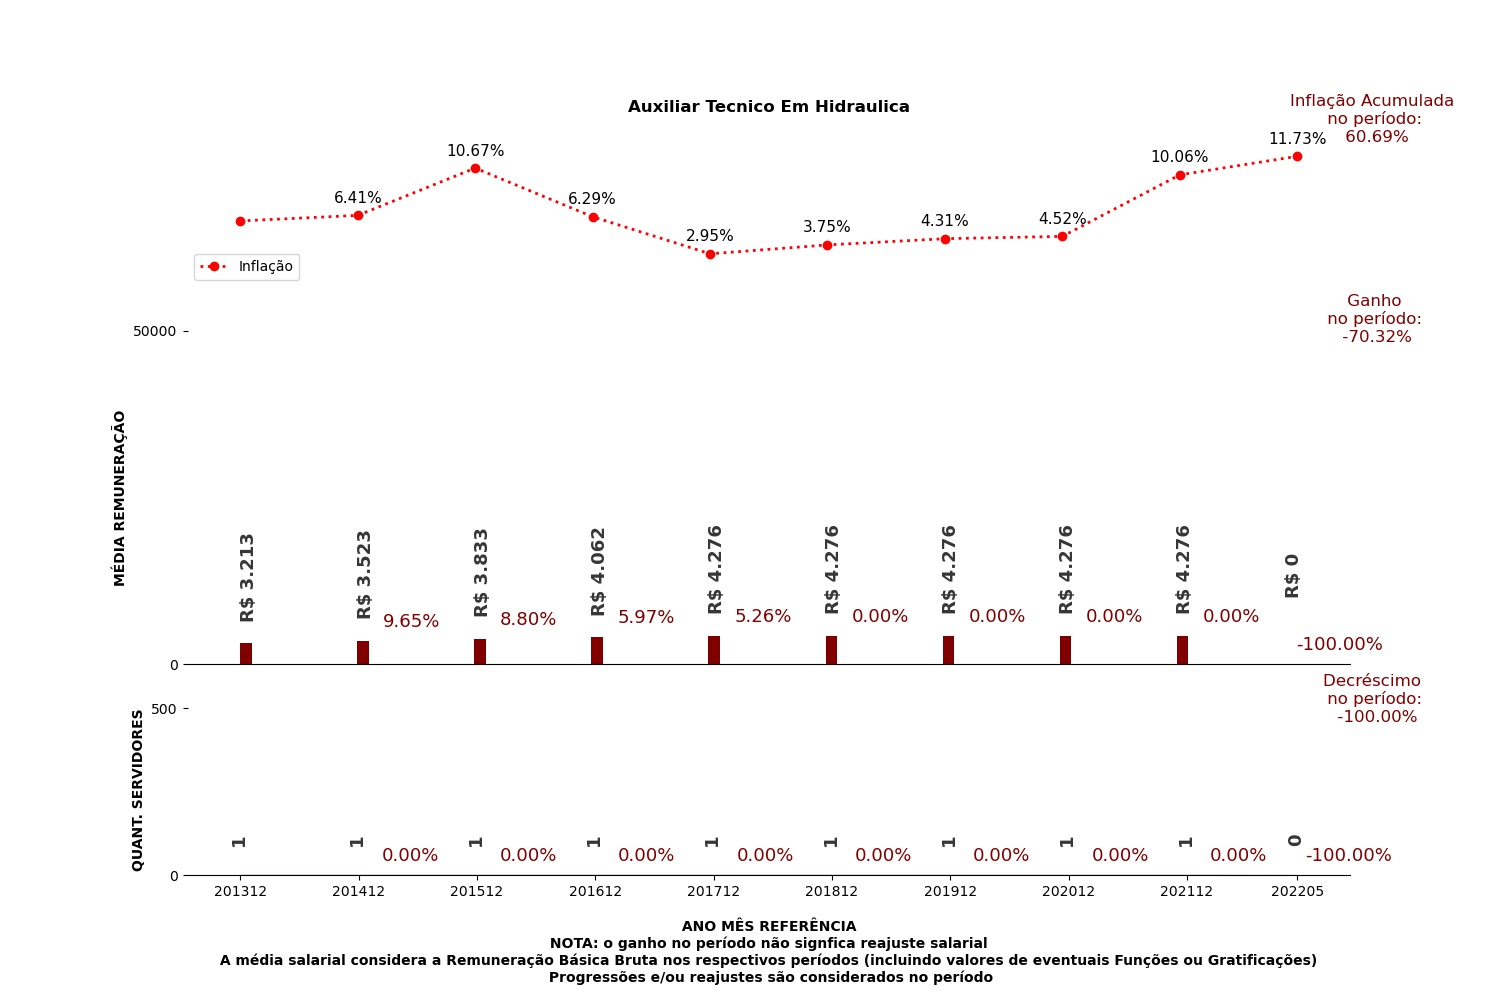 Auxiliar Tecnico Em Hidraulica
Inflação Acumulada
no período:
60.69%
6.41%
10.67%
6.29%
2.95%
3.75%
4.31%
4.52%
10.06%
11.73%
Inflação
Ganho
no período:
-70.32%
50000
0
MÉDIA REMUNERAÇÃO
R$ 3.213
R$ 3.523
R$ 3.833
R$ 4.062
R$ 4.276
R$ 4.276
R$ 4.276
R$ 4.276
R$ 4.276
R$ 0
9.65%
8.80%
5.97%
5.26%
0.00%
0.00%
0.00%
0.00%
-100.00%
Decréscimo
no período:
-100.00%
500
0
QUANT. SERVIDORES
1
1
1
1
1
1
1
1
1
0
0.00%
0.00%
0.00%
0.00%
0.00%
0.00%
0.00%
0.00%
-100.00%
201312
201412
201512
201612
201712
201812
201912
202012
202112
202205
ANO MÊS REFERÊNCIA
NOTA: o ganho no período não signfica reajuste salarial
A média salarial considera a Remuneração Básica Bruta nos respectivos períodos (incluindo valores de eventuais Funções ou Gratificações)
Progressões e/ou reajustes são considerados no período